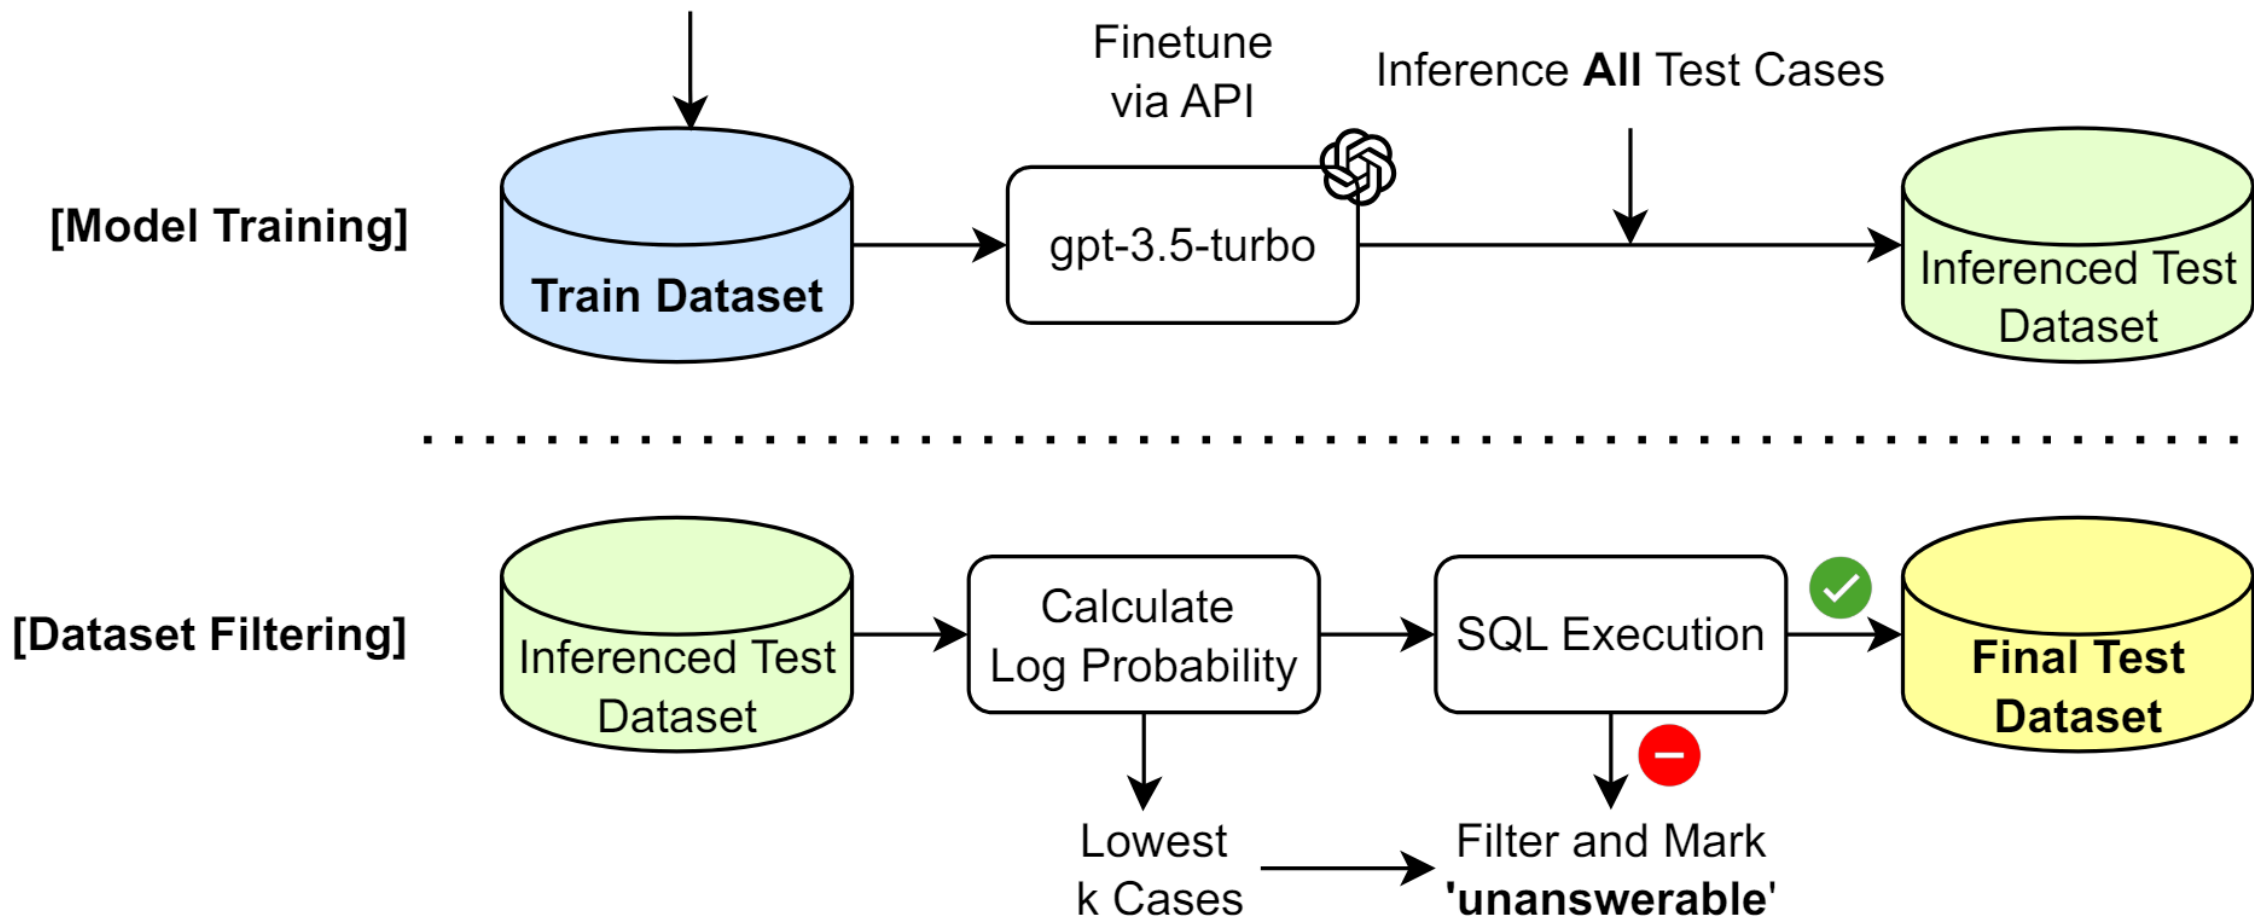 Finetune
via API
Inference All Test Cases
[Model Training]
Train Dataset
gpt-3.5-turbo
Inferenced Test
Dataset
[Dataset Filtering]
Inferenced Test
Dataset
Calculate
Log Probability
SQL Execution
Final Test
Dataset
Lowest
k Cases
Filter and Mark
'unanswerable'